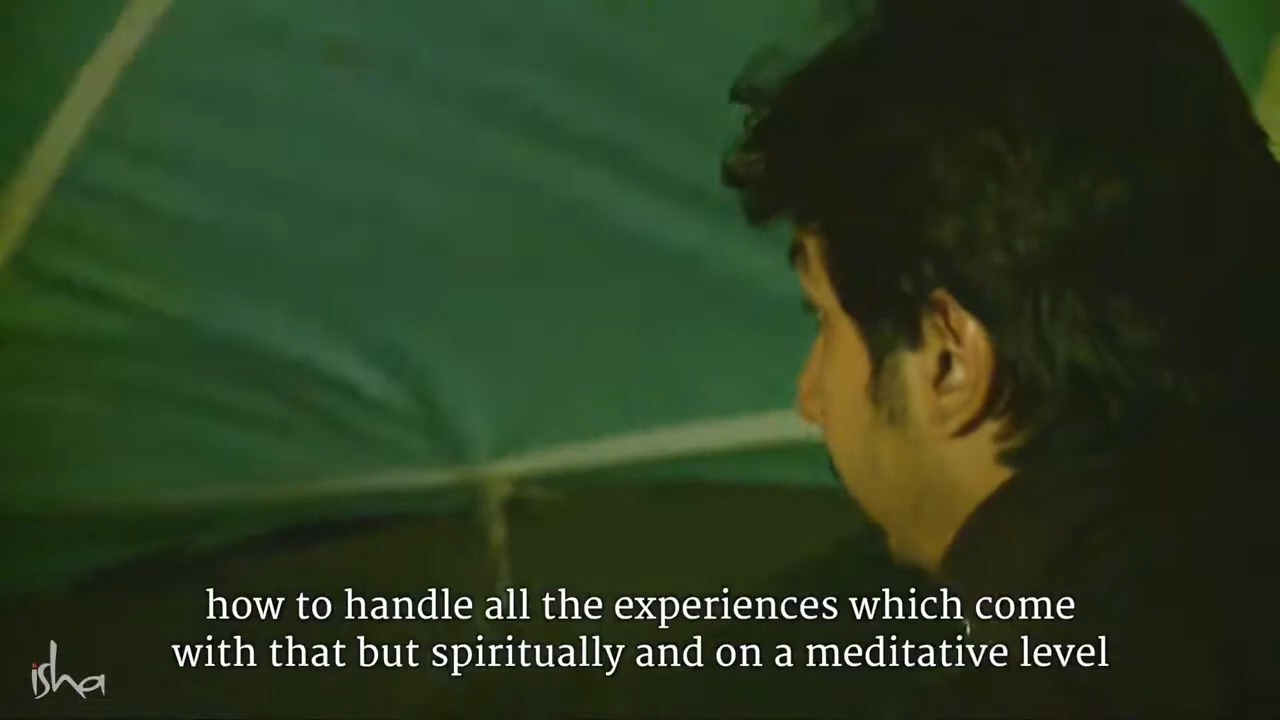 how to handle all the experiences which come
with that but spiritually and on a meditative level
isha